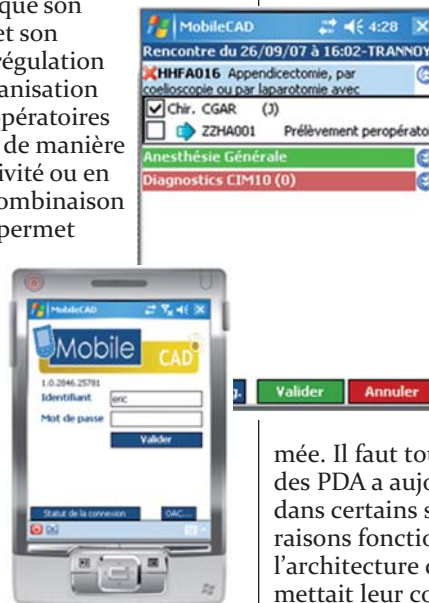 que son
et son
régulation
anisation
opératoires
de manière
ivité ou en
combinaison
permet
MobileCAD 4:28
Rencontre du 26/09/07 à 16:02-TRANNOY
HHFA016 Appendicectomie, par
coelioscopie ou par laparotomie avec
Chir. CGAR (J)
ZZHA001 Prélèvement peropérato
Anesthésie Générale
Diagnostics CIM10 (0)
Valider Annuler
MobileCAD
Mobile CAD
1.0.2846.25781
Identifiant eric
Mot de passe
Valider
Statut de la connexion OAC...
mée. Il faut tou
des PDA a aujo
dans certains s
raisons fonctio
l'architecture d
mettait leur co